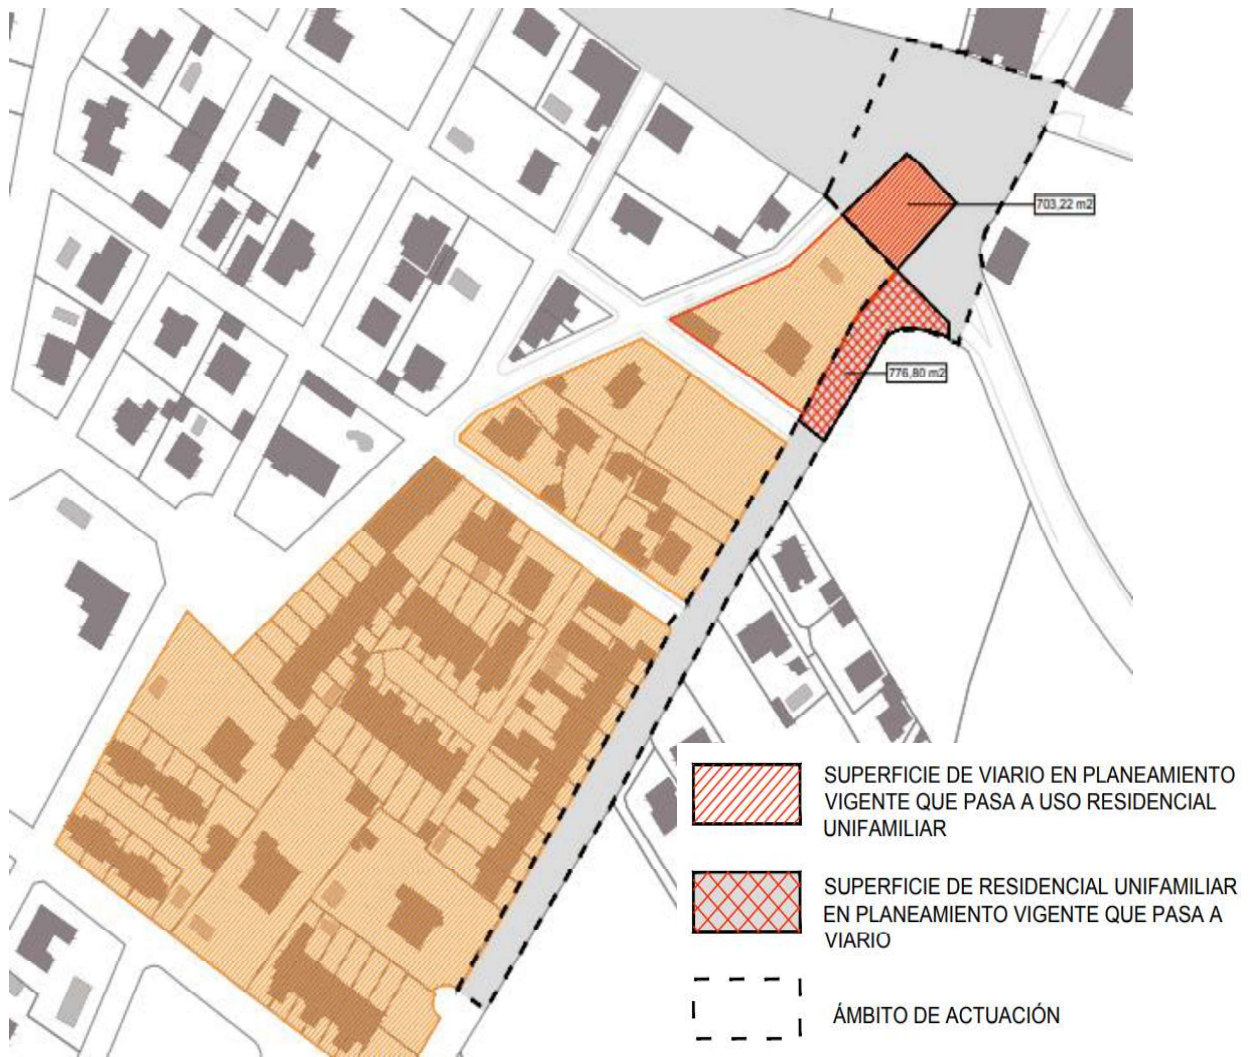 703,22 m2
776,80 m2
SUPERFICIE DE VIARIO EN PLANEAMIENTO
VIGENTE QUE PASA A USO RESIDENCIAL
UNIFAMILIAR
SUPERFICIE DE RESIDENCIAL UNIFAMILIAR
EN PLANEAMIENTO VIGENTE QUE PASA A
VIARIO
ÁMBITO DE ACTUACIÓN